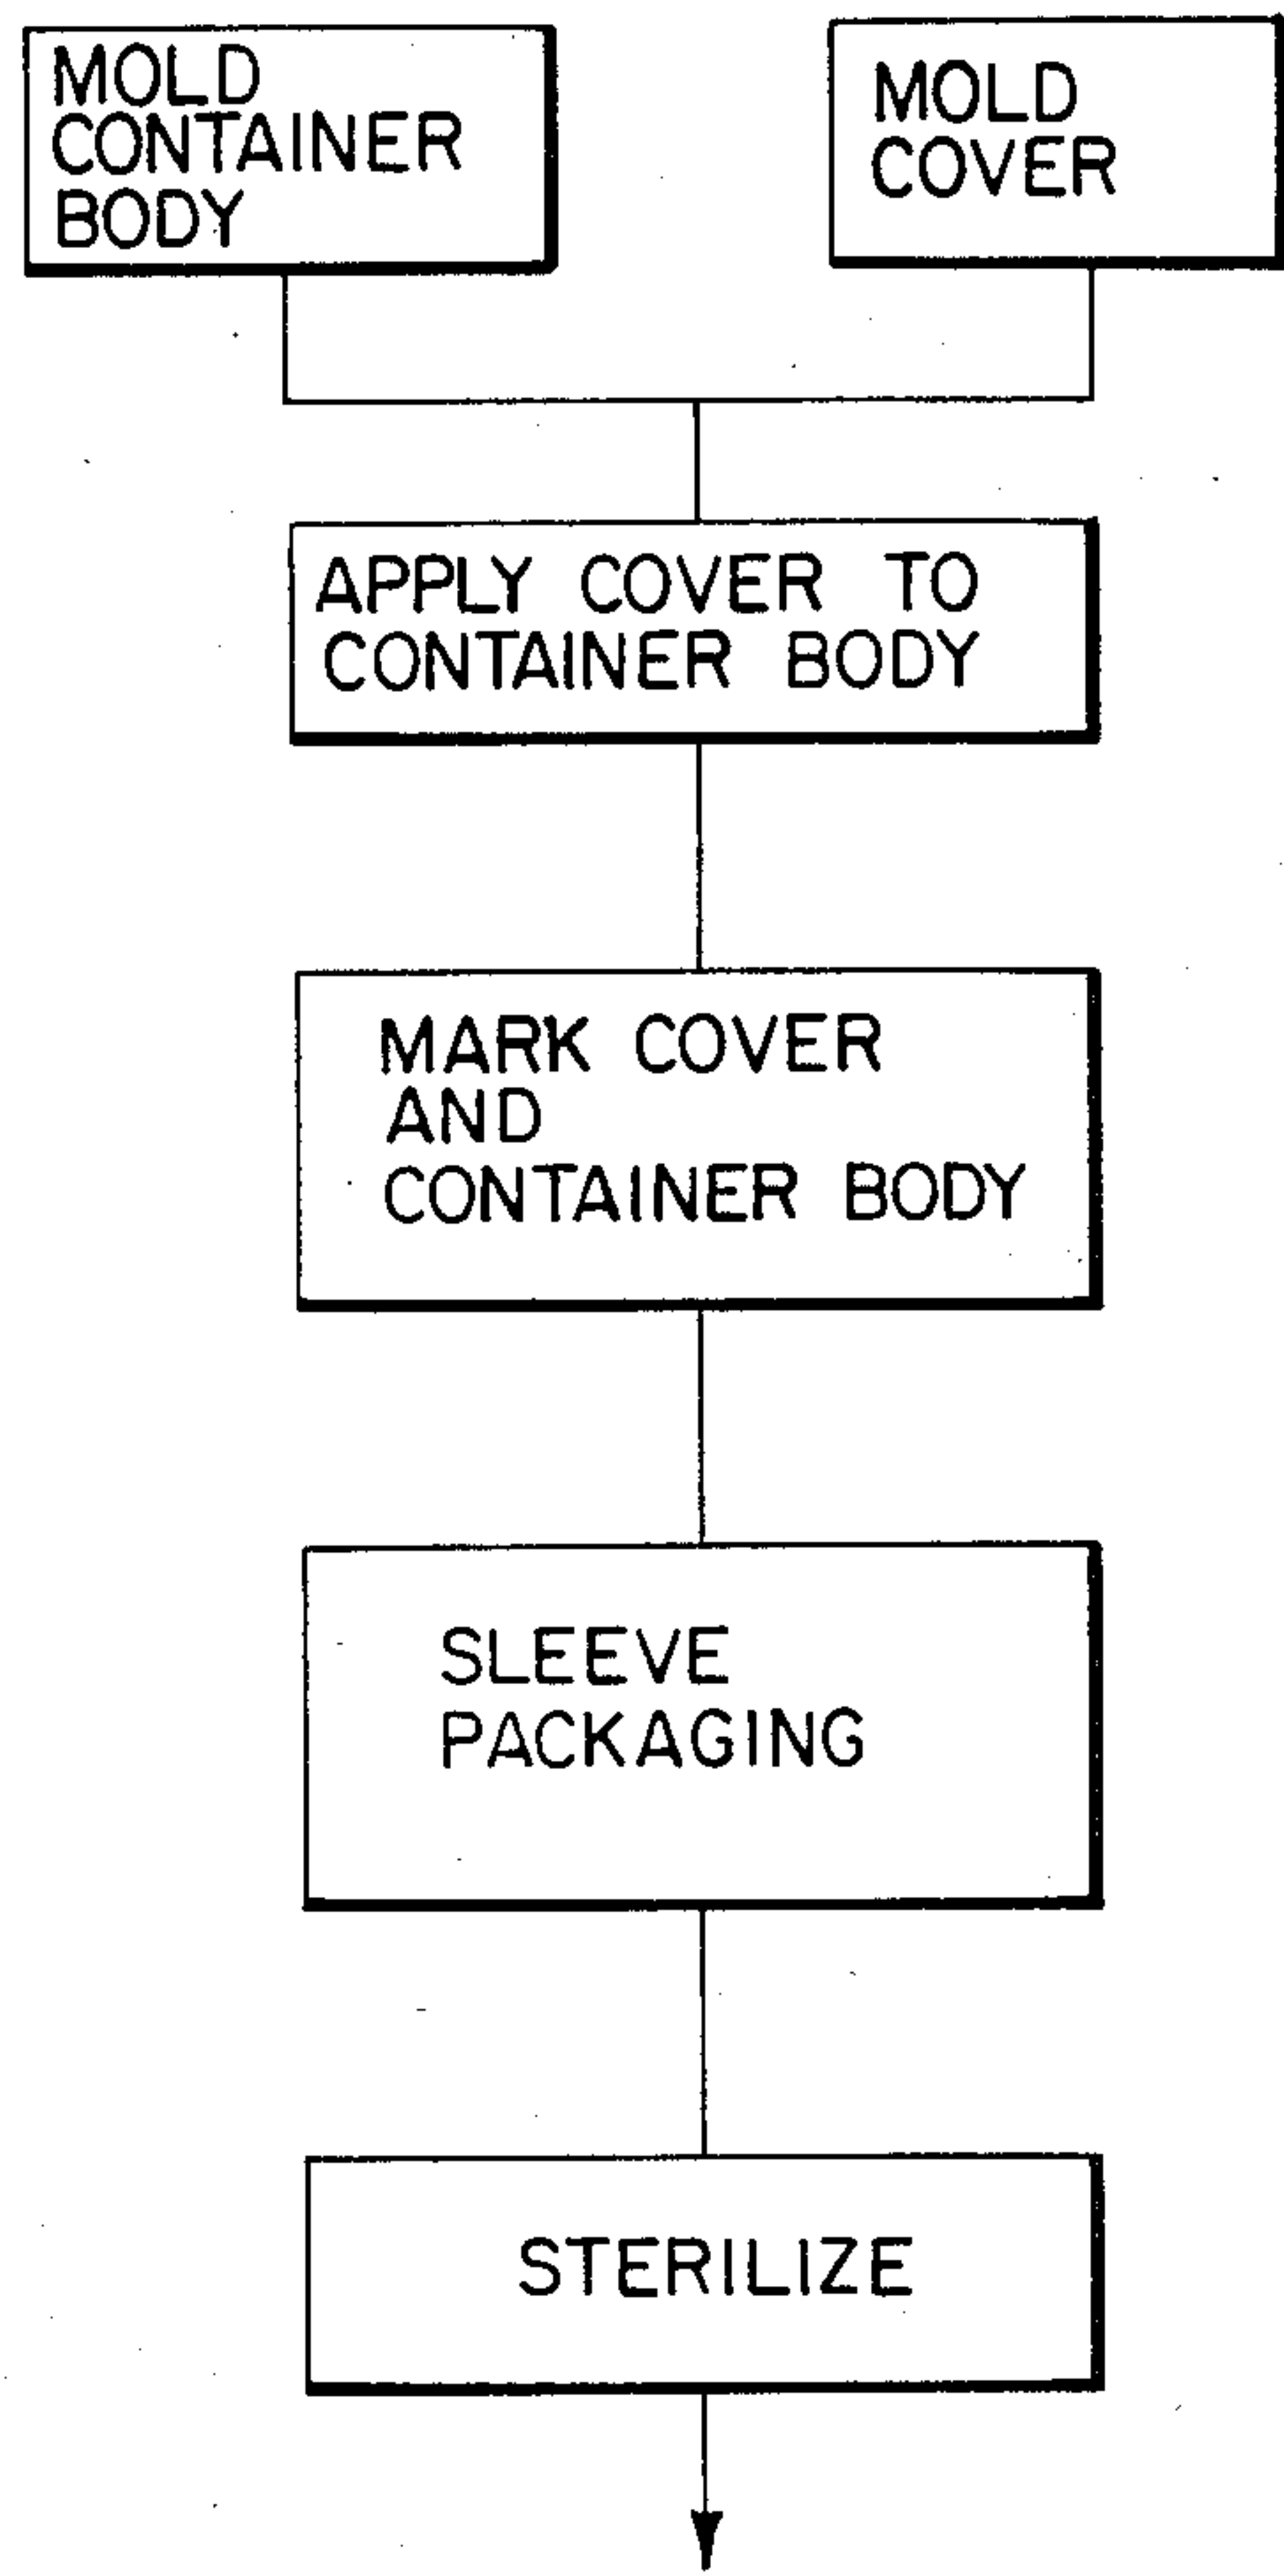 MOLD
CONTAINER
BODY
MOLD
COVER
APPLY COVER TO
CONTAINER BODY
MARK COVER
AND
CONTAINER BODY
SLEEVE
PACKAGING
STERILIZE